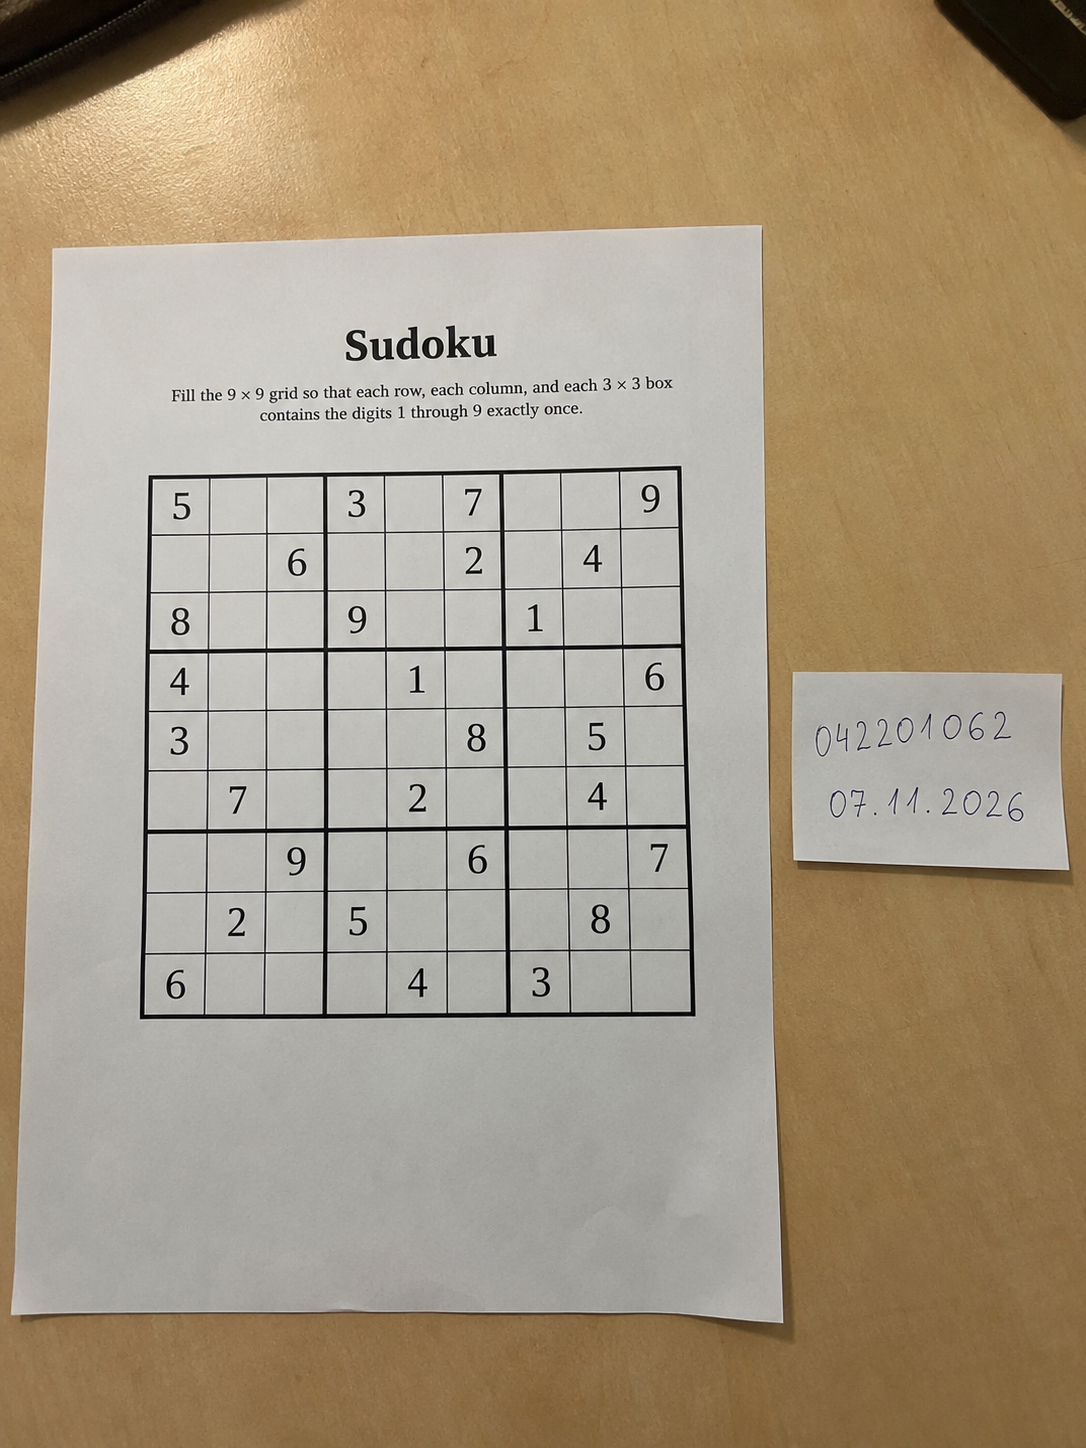 Sudoku
Fill the 9 × 9 grid so that each row, each column, and each 3 × 3 box
contains the digits 1 through 9 exactly once.
5 3 7 9
6 2 4
8 9 1
4 1 6
3 8 5
7 2 4
9 6 7
2 5 8
6 4 3
042201062
07.11.2026